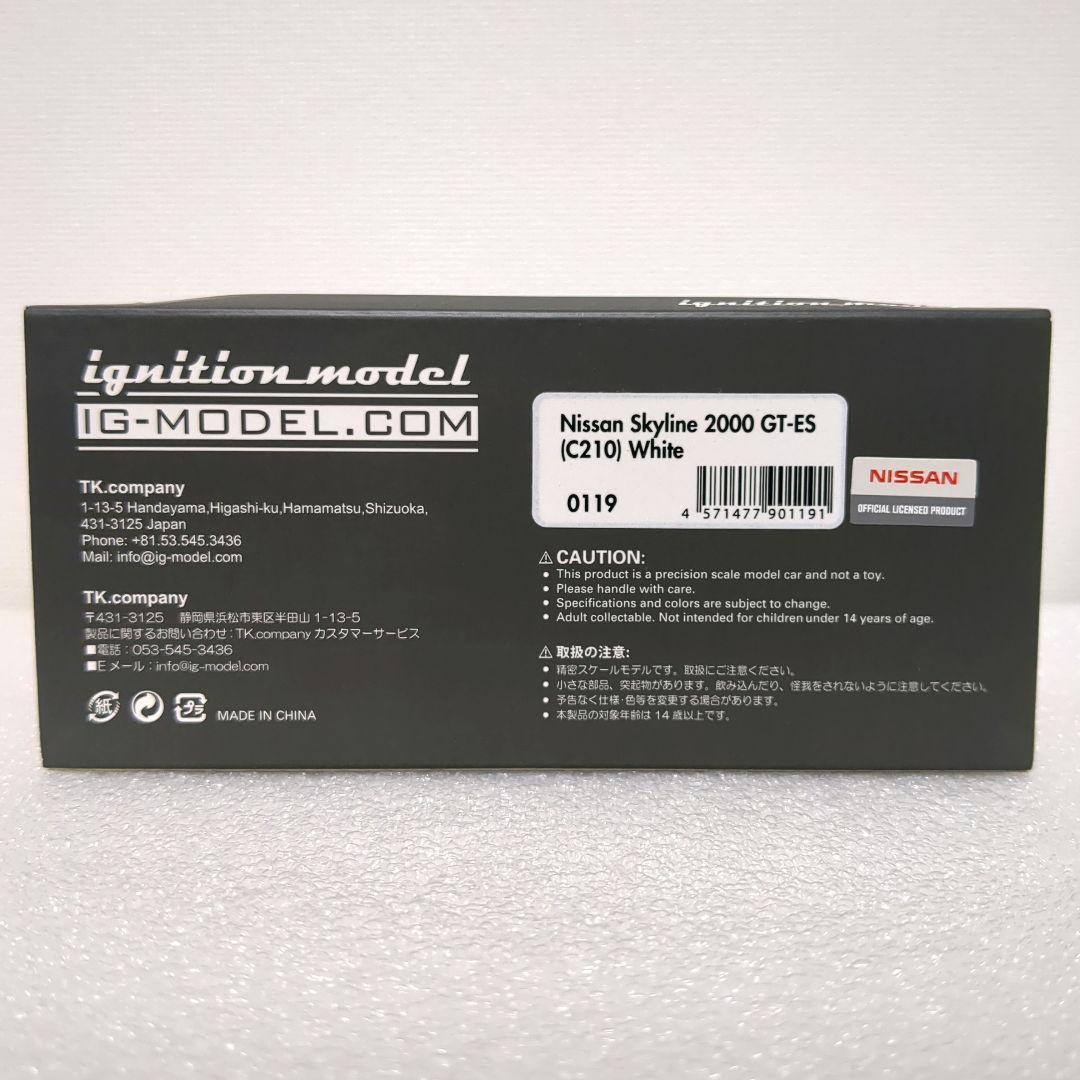 ignition model
ignition model
IG-MODEL.COM
TK.company
1-13-5 Handayama,Higashi-ku,Hamamatsu,Shizuoka,
431-3125 Japan
Phone: +81.53.545.3436
Mail: info@ig-model.com
TK.company
〒431-3125 静岡県浜松市東区半田山 1-13-5
製品に関するお問い合わせ : TK.company カスタマーサービス
■電話 : 053-545-3436
■E メール : info@ig-model.com
紙 プラ MADE IN CHINA
Nissan Skyline 2000 GT-ES
(C210) White
0119
4 571477 901191
NISSAN
OFFICIAL LICENSED PRODUCT
⚠ CAUTION:
• This product is a precision scale model car and not a toy.
• Please handle with care.
• Specifications and colors are subject to change.
• Adult collectable. Not intended for children under 14 years of age.
⚠ 取扱の注意:
• 精密スケールモデルです。取扱にご注意ください。
• 小さな部品、突起物があります。飲み込んだり、怪我をされないように注意してください。
• 予告なく仕様・色等を変更する場合があります。
• 本製品の対象年齢は 14 歳以上です。